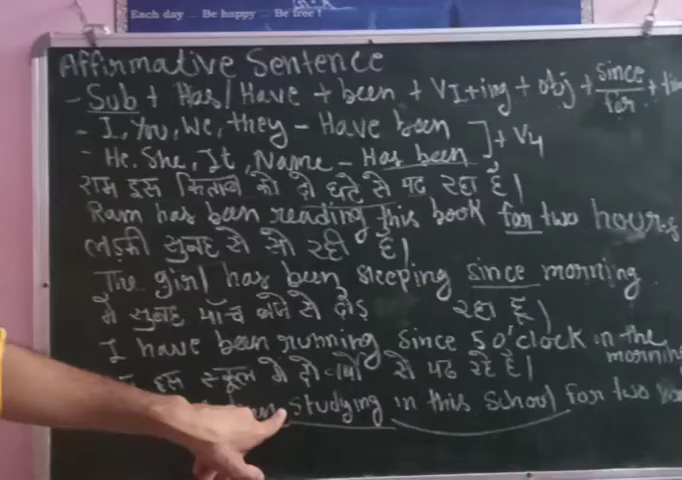 Each day ... Be happy ... Be free !
Affirmative Sentence
- Sub + Has/Have + been + V1+ing + obj + since/for +
- I, You, We, they - Have been ] + V4
- He, She, It, Name - Has been
राम इस किताब को दो घंटे से पढ रहा है।
Ram has been reading this book for two hours
लड़की सुबह से सो रही है।
The girl has been sleeping since morning
मै सुबह पाँच बजे से दौड़ रहा हूँ।
I have been running since 5 o'clock in the morning
इस स्कूल मे दो से पढ रहे है।
studying in this school for two